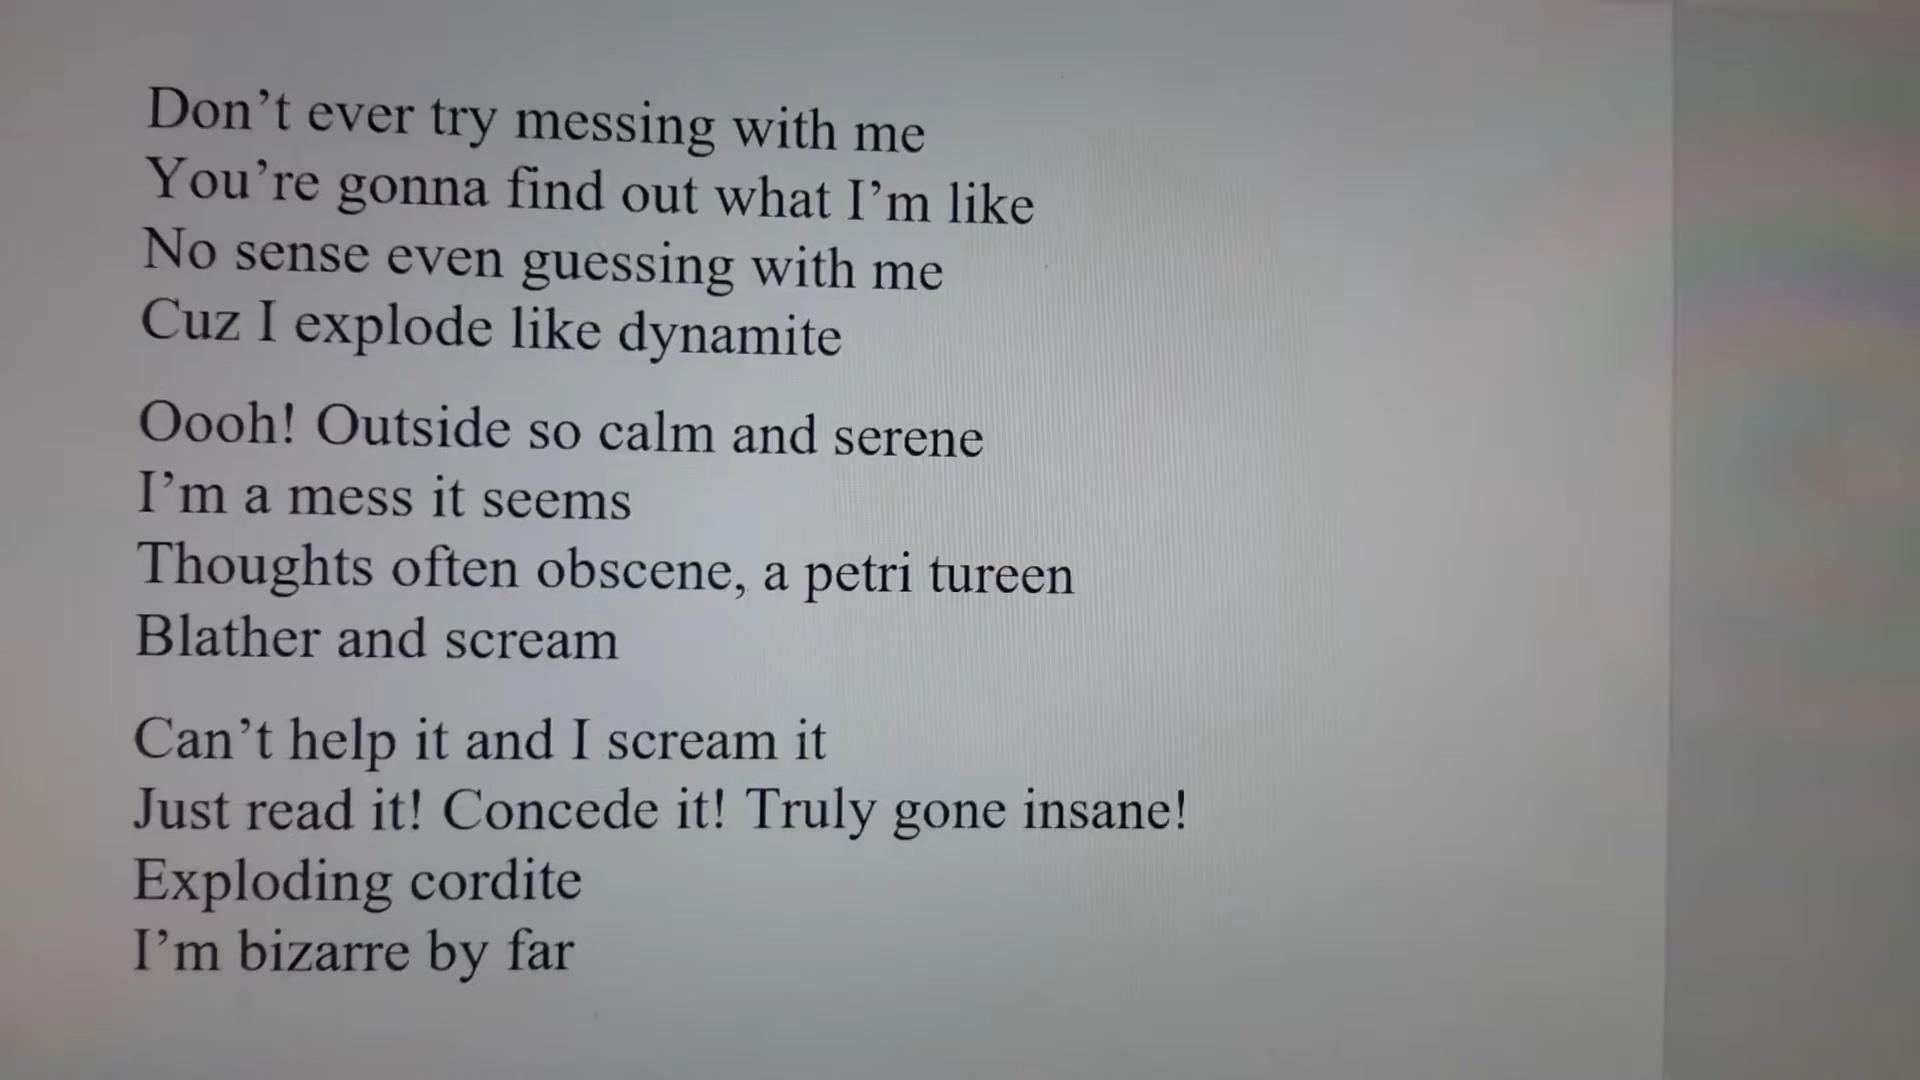 Don’t ever try messing with me
You’re gonna find out what I’m like
No sense even guessing with me
Cuz I explode like dynamite
Oooh! Outside so calm and serene
I’m a mess it seems
Thoughts often obscene, a petri tureen
Blather and scream
Can’t help it and I scream it
Just read it! Concede it! Truly gone insane!
Exploding cordite
I’m bizarre by far